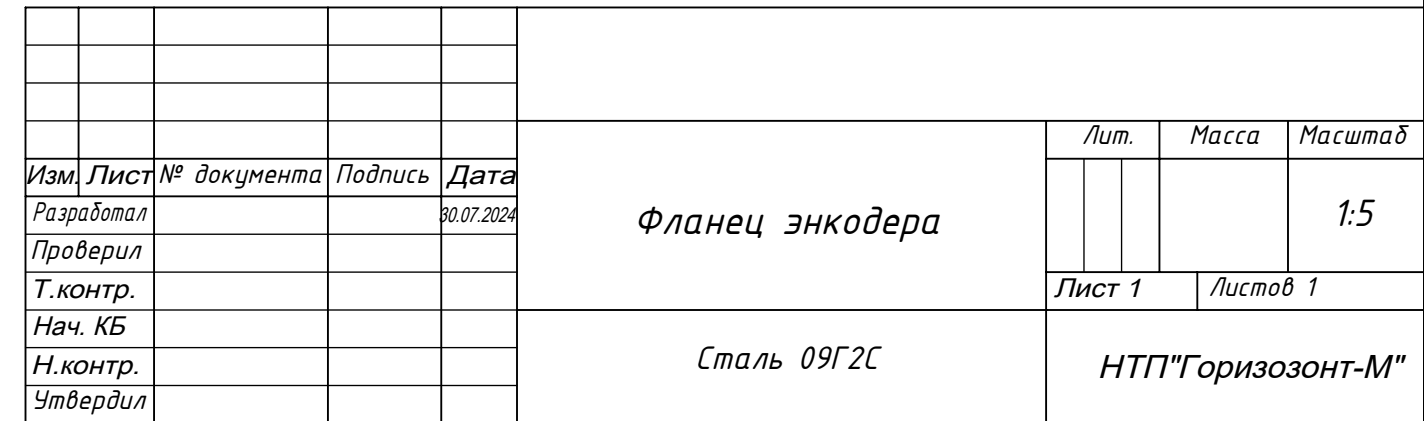 Лит. Масса Масштаб
Изм. Лист № документа Подпись Дата
Разработал 30.07.2024
Фланец энкодера
1:5
Проверил
Т.контр.
Лист 1 Листов 1
Нач. КБ
Сталь 09Г2С
Н.контр.
НТП"Горизозонт-М"
Утвердил